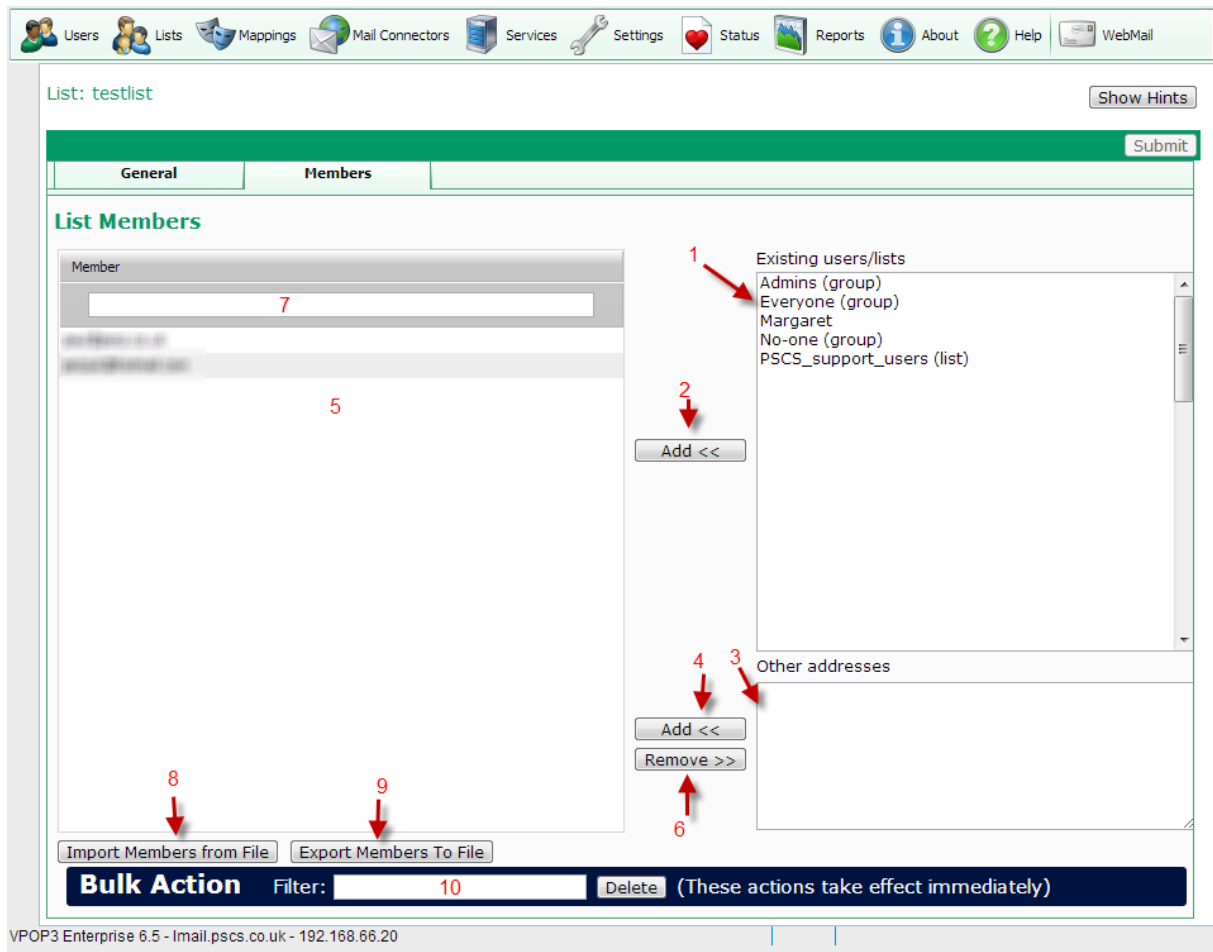 Users Lists Mappings Mail Connectors Services Settings Status Reports About Help WebMail
List: testlist
Show Hints
Submit
General Members
List Members
Member
7
5
1
Existing users/lists
Admins (group)
Everyone (group)
Margaret
No-one (group)
PSCS_support_users (list)
2
Add <<
4
3
Other addresses
Add <<
Remove >>
6
8
9
Import Members from File Export Members To File
Bulk Action Filter: 10 Delete (These actions take effect immediately)
VPOP3 Enterprise 6.5 - lmail.pscs.co.uk - 192.168.66.20